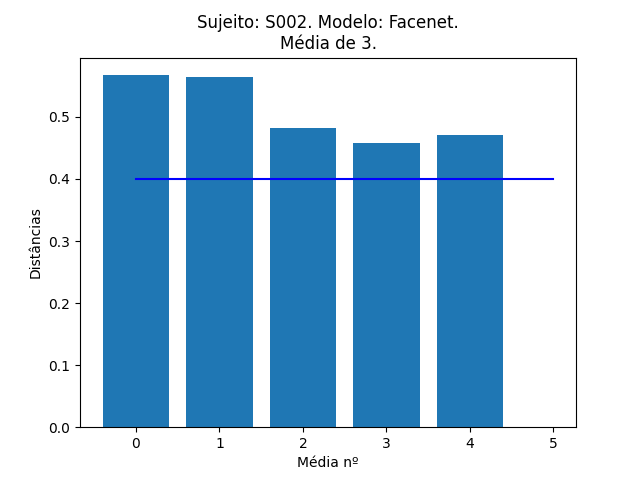 Sujeito: S002. Modelo: Facenet.
Média de 3.
Distâncias
0.5
0.4
0.3
0.2
0.1
0.0
0 1 2 3 4 5
Média nº